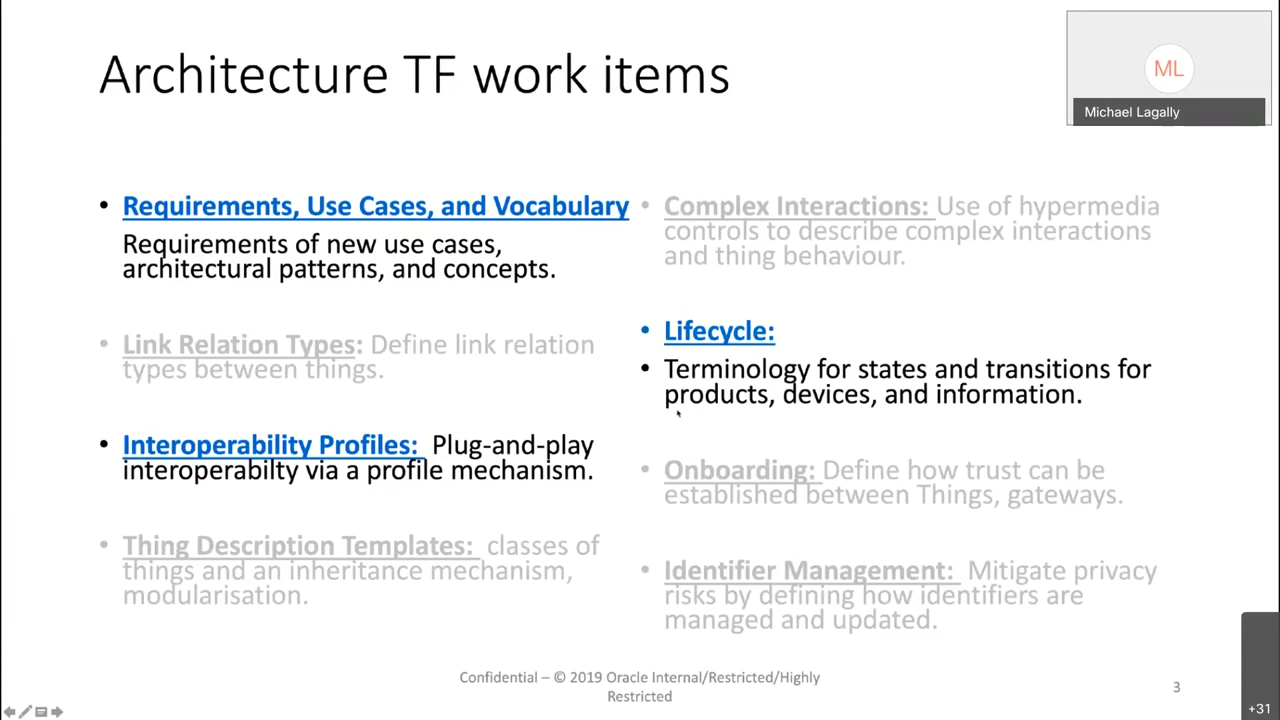 Architecture TF work items
ML
Michael Lagally
• Requirements, Use Cases, and Vocabulary
Requirements of new use cases,
architectural patterns, and concepts.
• Link Relation Types: Define link relation
types between things.
• Interoperability Profiles: Plug-and-play
interoperabilty via a profile mechanism.
• Thing Description Templates: classes of
things and an inheritance mechanism,
modularisation.
• Complex Interactions: Use of hypermedia
controls to describe complex interactions
and thing behaviour.
• Lifecycle:
• Terminology for states and transitions for
products, devices, and information.
• Onboarding: Define how trust can be
established between Things, gateways.
• Identifier Management: Mitigate privacy
risks by defining how identifiers are
managed and updated.
Confidential – © 2019 Oracle Internal/Restricted/Highly
Restricted
3
+31